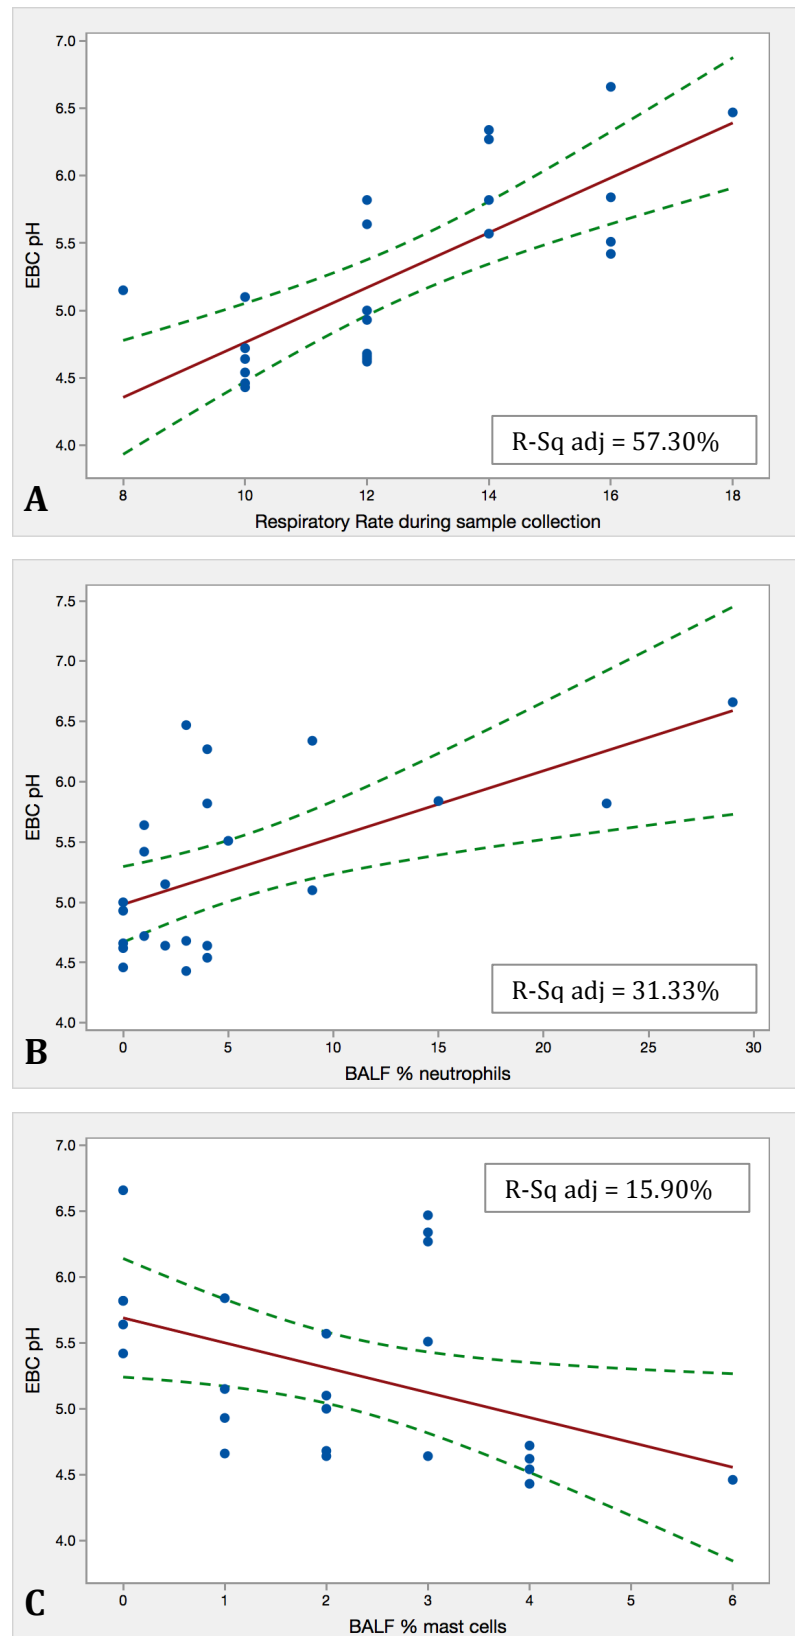 7.0
6.5
6.0
5.5
5.0
4.5
4.0
EBC pH
R-Sq adj = 57.30%
A
8 10 12 14 16 18
Respiratory Rate during sample collection
7.5
7.0
6.5
6.0
5.5
5.0
4.5
4.0
EBC pH
R-Sq adj = 31.33%
B
0 5 10 15 20 25 30
BALF % neutrophils
7.0
6.5
6.0
5.5
5.0
4.5
4.0
EBC pH
R-Sq adj = 15.90%
C
0 1 2 3 4 5 6
BALF % mast cells